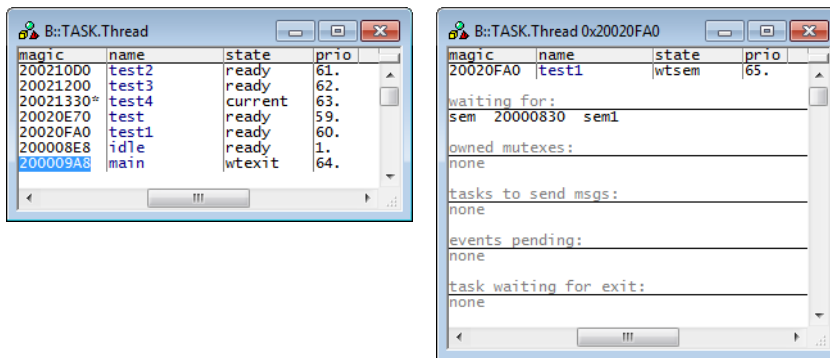 B::TASK.Thread
magic name state prio
200210D0 test2 ready 61.
20021200 test3 ready 62.
20021330* test4 current 63.
20020E70 test ready 59.
20020FA0 test1 ready 60.
200008E8 idle ready 1.
200009A8 main wtexit 64.
B::TASK.Thread 0x20020FA0
magic name state prio
20020FA0 test1 wtsem 65.
waiting for:
sem 20000830 sem1
owned mutexes:
none
tasks to send msgs:
none
events pending:
none
task waiting for exit:
none